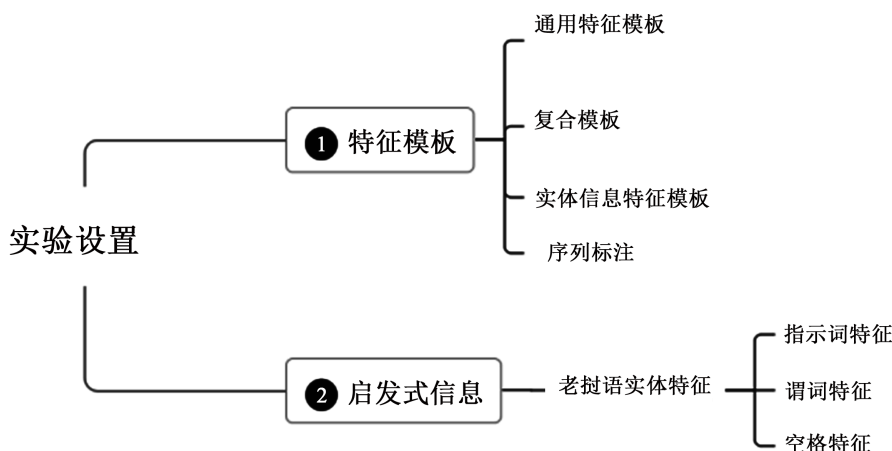 实验设置
1 特征模板
通用特征模板
复合模板
实体信息特征模板
序列标注
2 启发式信息
老挝语实体特征
指示词特征
谓词特征
空格特征